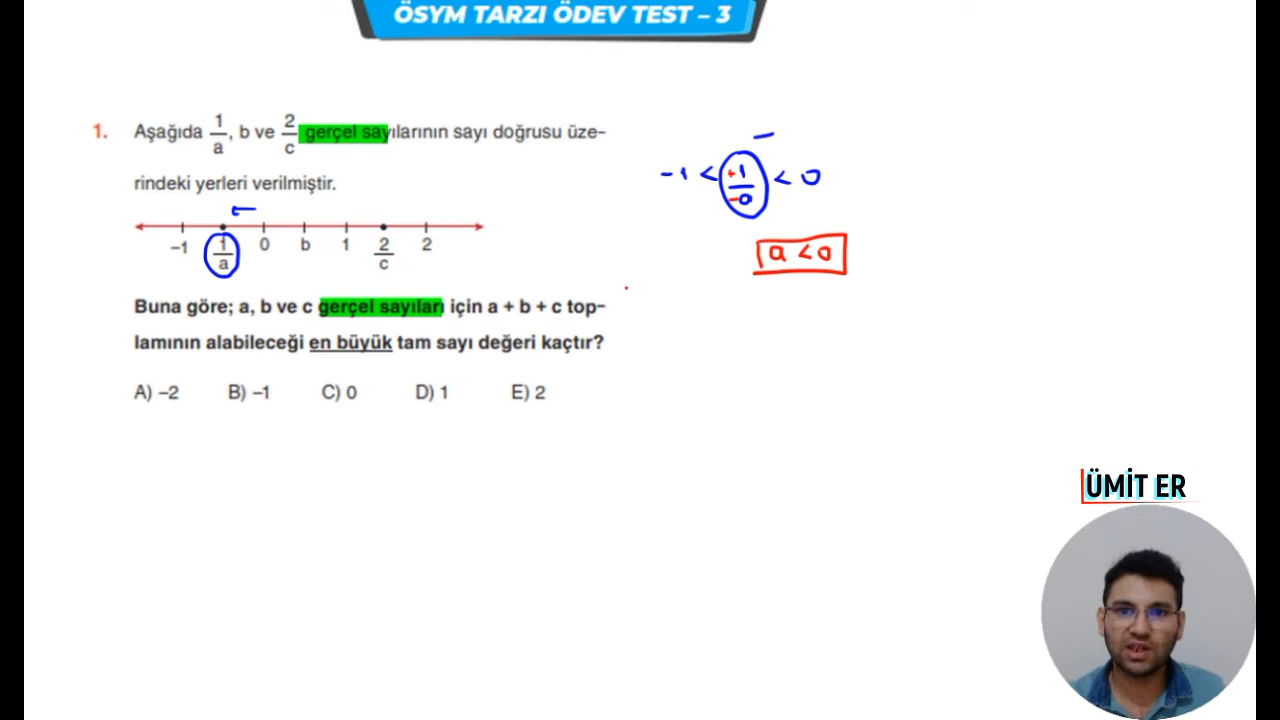 ÖSYM TARZI ÖDEV TEST – 3
1. Aşağıda 1/a, b ve 2/c gerçel sayılarının sayı doğrusu üze-
rindeki yerleri verilmiştir.
–1 1/a 0 b 1 2/c 2
Buna göre; a, b ve c gerçel sayıları için a + b + c top-
lamının alabileceği en büyük tam sayı değeri kaçtır?
A) –2 B) –1 C) 0 D) 1 E) 2
–
-1 < +1/-a < 0
a < 0
ÜMİT ER